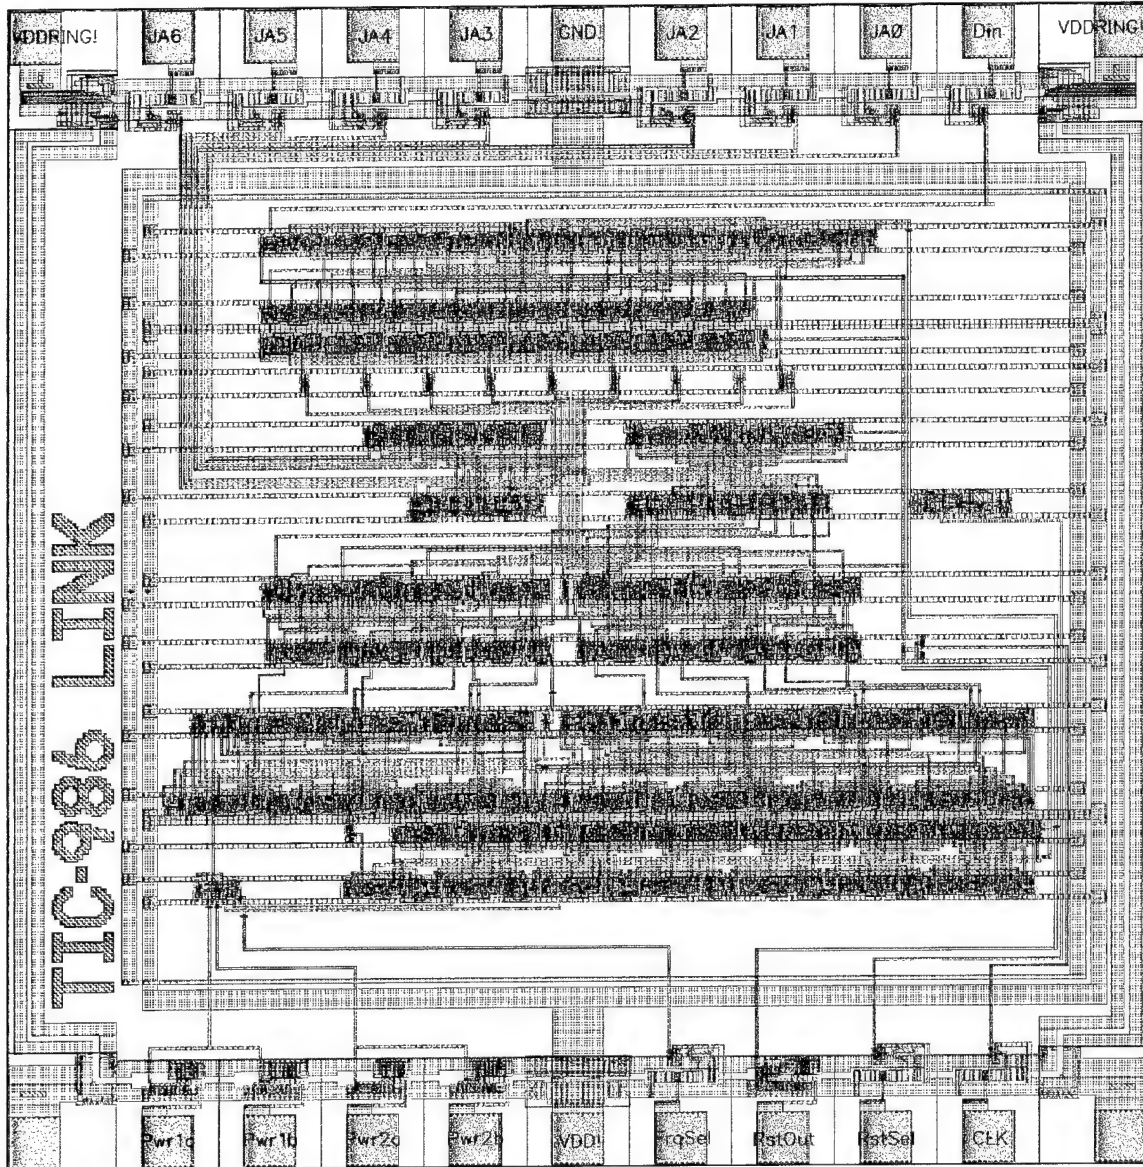 VDDRING! JA6 JA5 JA4 JA3 GND! JA2 JA1 JA0 Din VDDRING!
TIC-986 LINK
Pwr1a Pwr1b Pwr2a Pwr2b VDD! FrqSel RstOut RstSel CLK